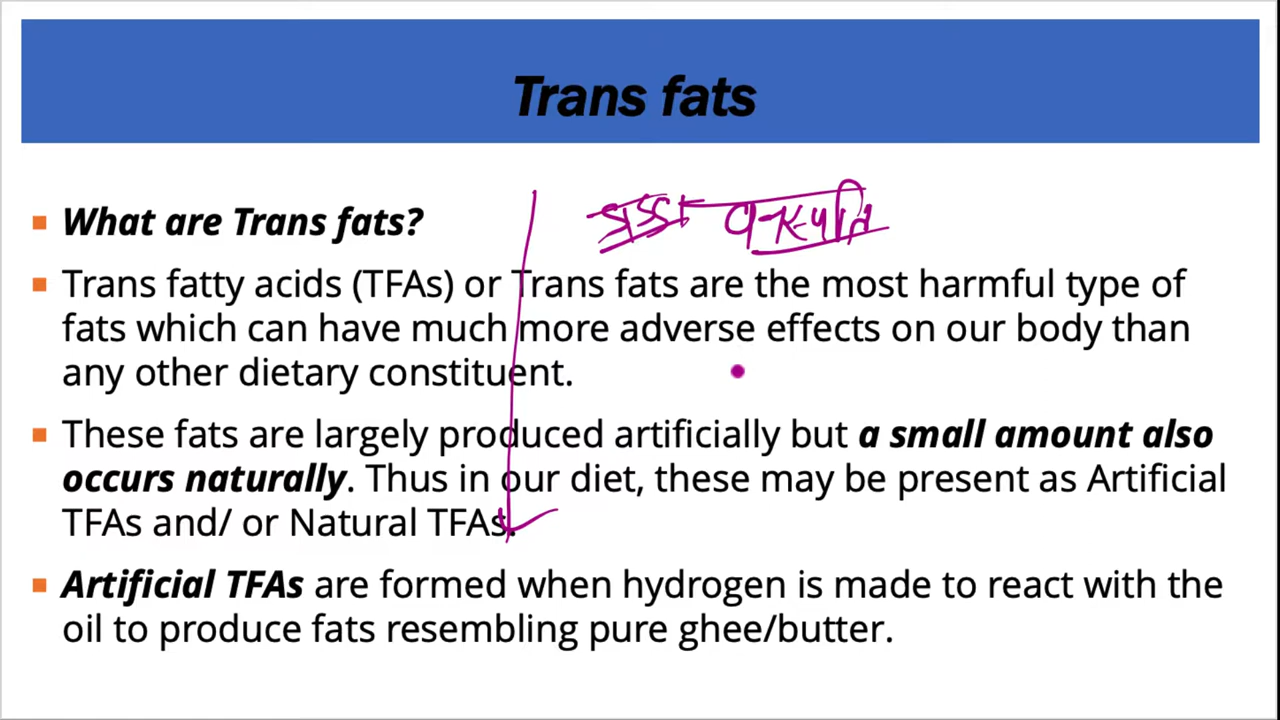 Trans fats
What are Trans fats?
Trans fatty acids (TFAs) or Trans fats are the most harmful type of
fats which can have much more adverse effects on our body than
any other dietary constituent.
These fats are largely produced artificially but a small amount also
occurs naturally. Thus in our diet, these may be present as Artificial
TFAs and/ or Natural TFAs.
Artificial TFAs are formed when hydrogen is made to react with the
oil to produce fats resembling pure ghee/butter.